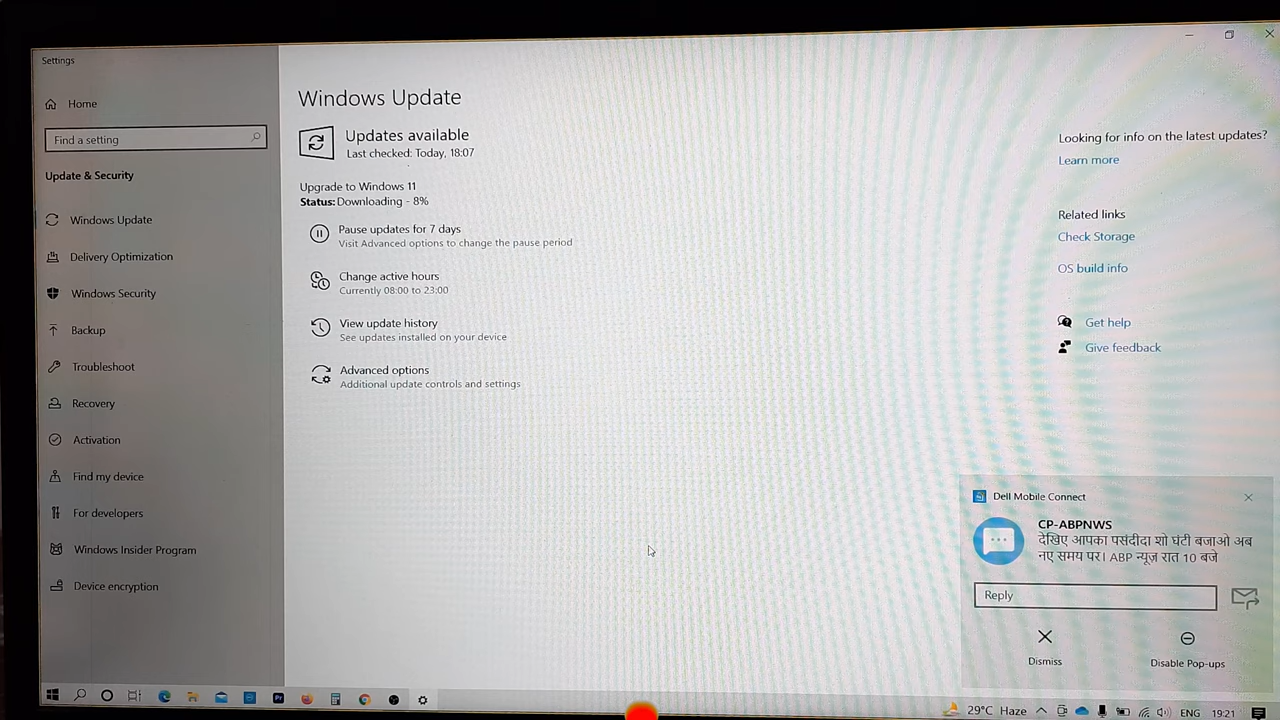 Settings
Home
Find a setting
Update & Security
Windows Update
Delivery Optimization
Windows Security
Backup
Troubleshoot
Recovery
Activation
Find my device
For developers
Windows Insider Program
Device encryption
Windows Update
Updates available
Last checked: Today, 18:07
Upgrade to Windows 11
Status: Downloading - 8%
Pause updates for 7 days
Visit Advanced options to change the pause period
Change active hours
Currently 08:00 to 23:00
View update history
See updates installed on your device
Advanced options
Additional update controls and settings
Looking for info on the latest updates?
Learn more
Related links
Check Storage
OS build info
Get help
Give feedback
Dell Mobile Connect
CP-ABPNWS
देखिए आपका पसंदीदा शो घंटी बजाओ अब
नए समय पर। ABP न्यूज़ रात 10 बजे
Reply
Dismiss
Disable Pop-ups
Pr
29°C Haze
ENG
19:21